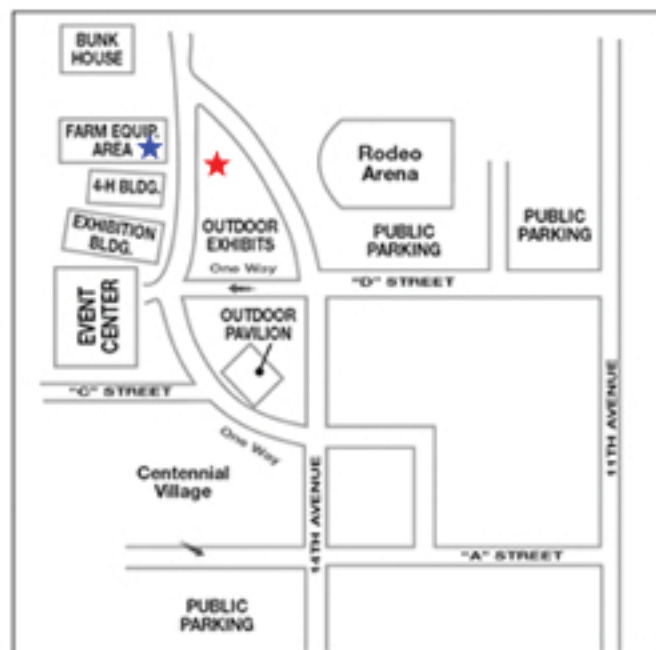 BUNK
HOUSE
FARM EQUIP.
AREA
4-H BLDG.
EXHIBITION
BLDG.
EVENT
CENTER
OUTDOOR
EXHIBITS
One Way
Rodeo
Arena
PUBLIC
PARKING
PUBLIC
PARKING
"D" STREET
OUTDOOR
PAVILION
"C" STREET
One Way
Centennial
Village
14TH AVENUE
11TH AVENUE
"A" STREET
PUBLIC
PARKING